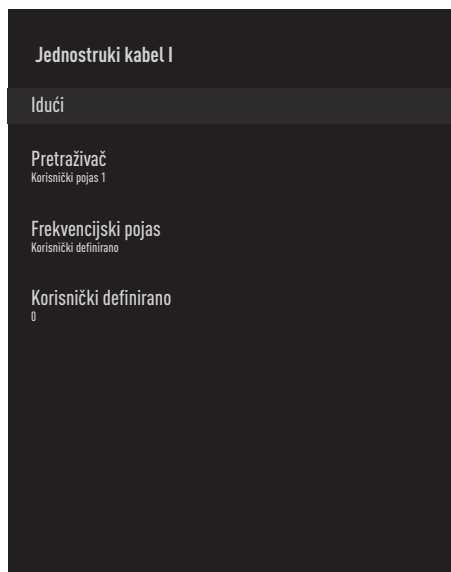 Jednostruki kabel I
Idući
Pretraživač
Korisnički pojas 1
Frekvencijski pojas
Korisnički definirano
Korisnički definirano
0